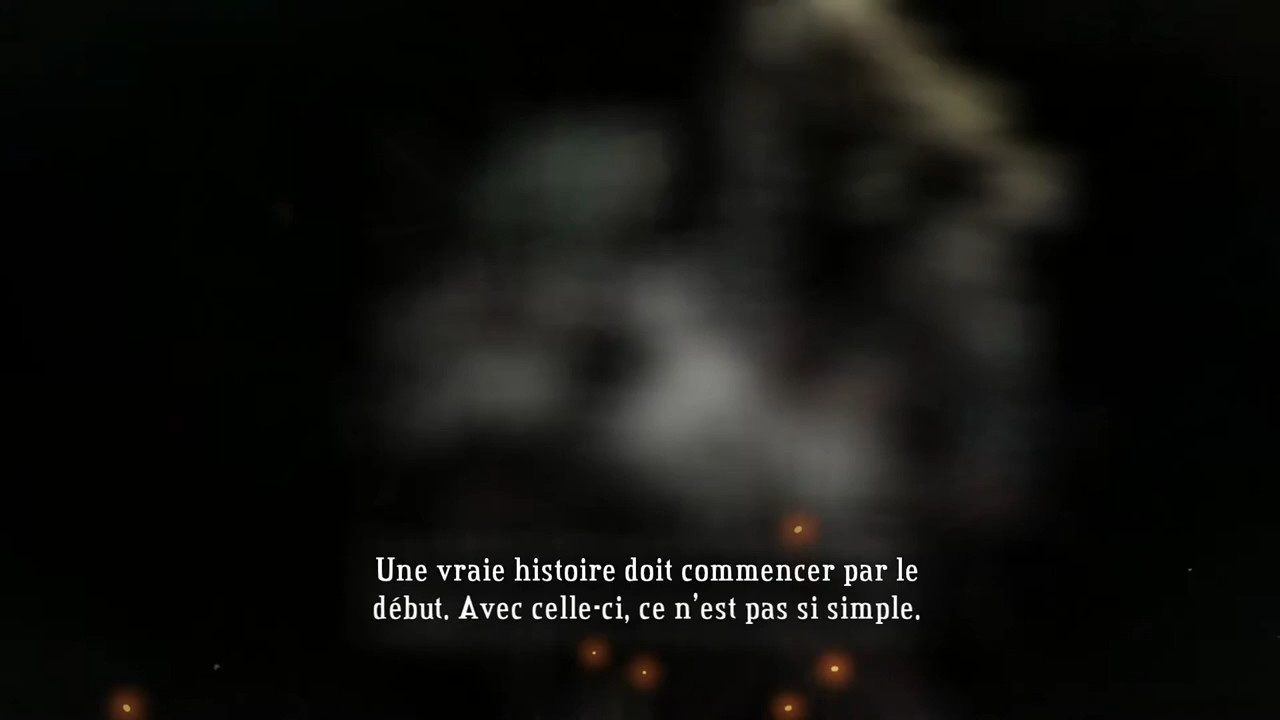 Une vraie histoire doit commencer par le
début. Avec celle-ci, ce n'est pas si simple.